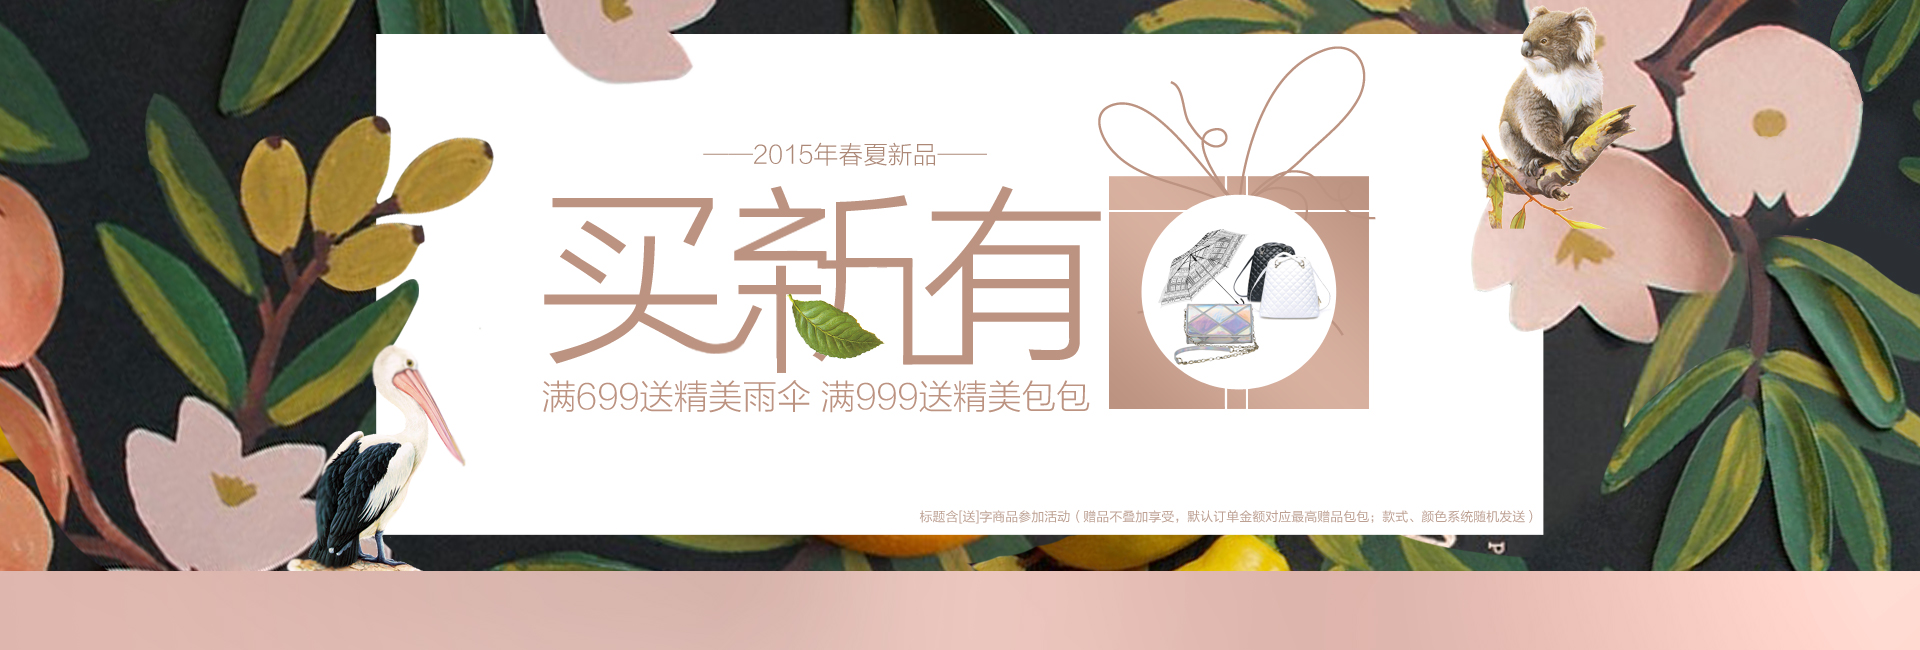 ——2015年春夏新品——
买新有
满699送精美雨伞 满999送精美包包
标题含[送]字商品参加活动（赠品不叠加享受，默认订单金额对应最高赠品包包；款式、颜色系统随机发送）
P